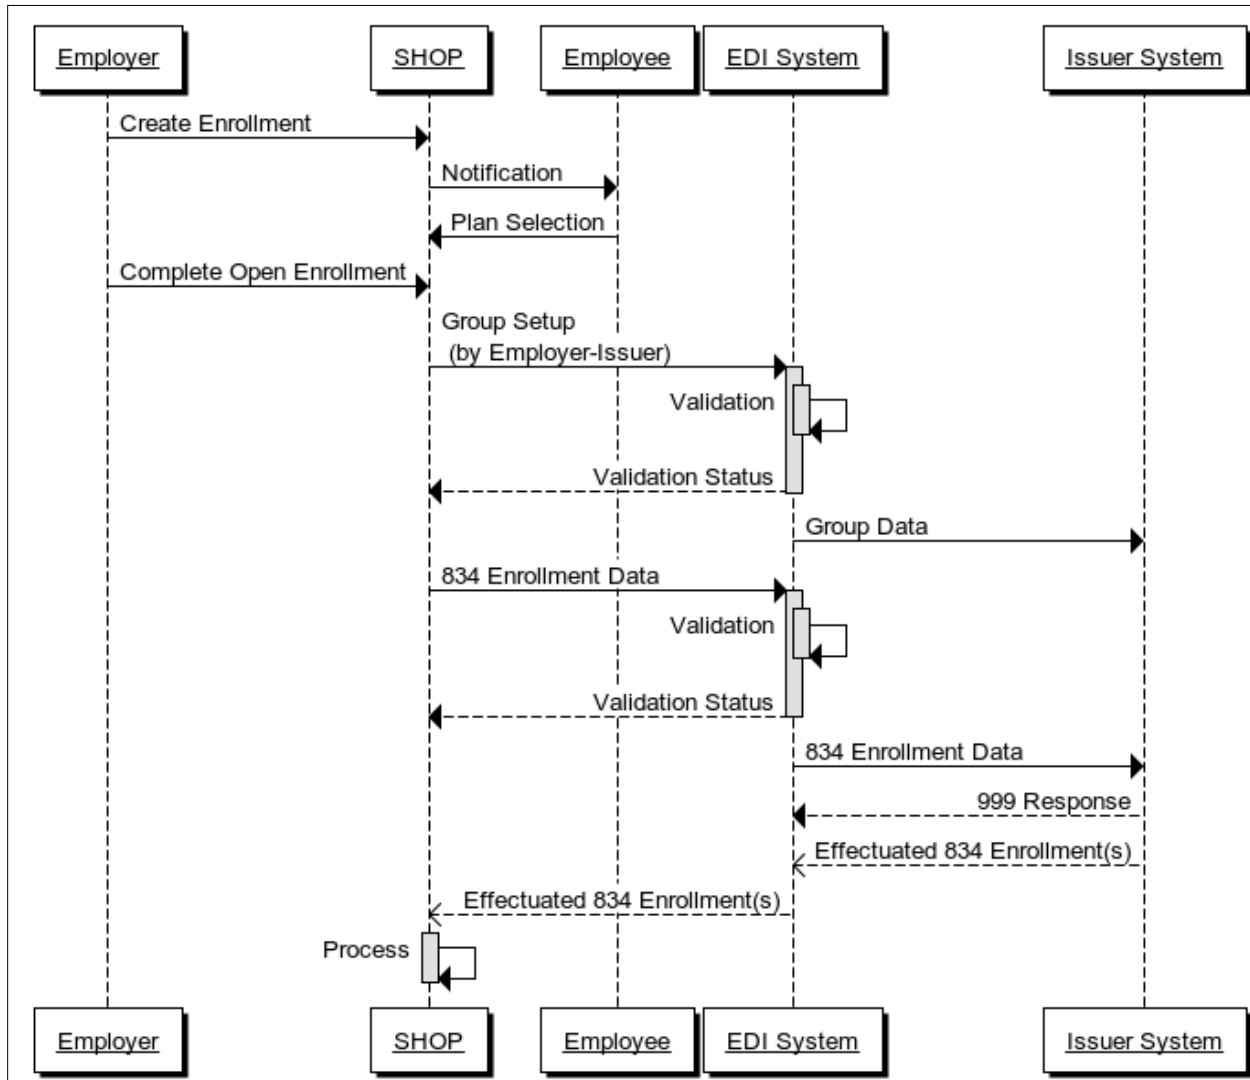 Employer
SHOP
Employee
EDI System
Issuer System
Create Enrollment
Notification
Plan Selection
Complete Open Enrollment
Group Setup
(by Employer-Issuer)
Validation
Validation Status
Group Data
834 Enrollment Data
Validation
Validation Status
834 Enrollment Data
999 Response
Effectuated 834 Enrollment(s)
Effectuated 834 Enrollment(s)
Process
Employer
SHOP
Employee
EDI System
Issuer System